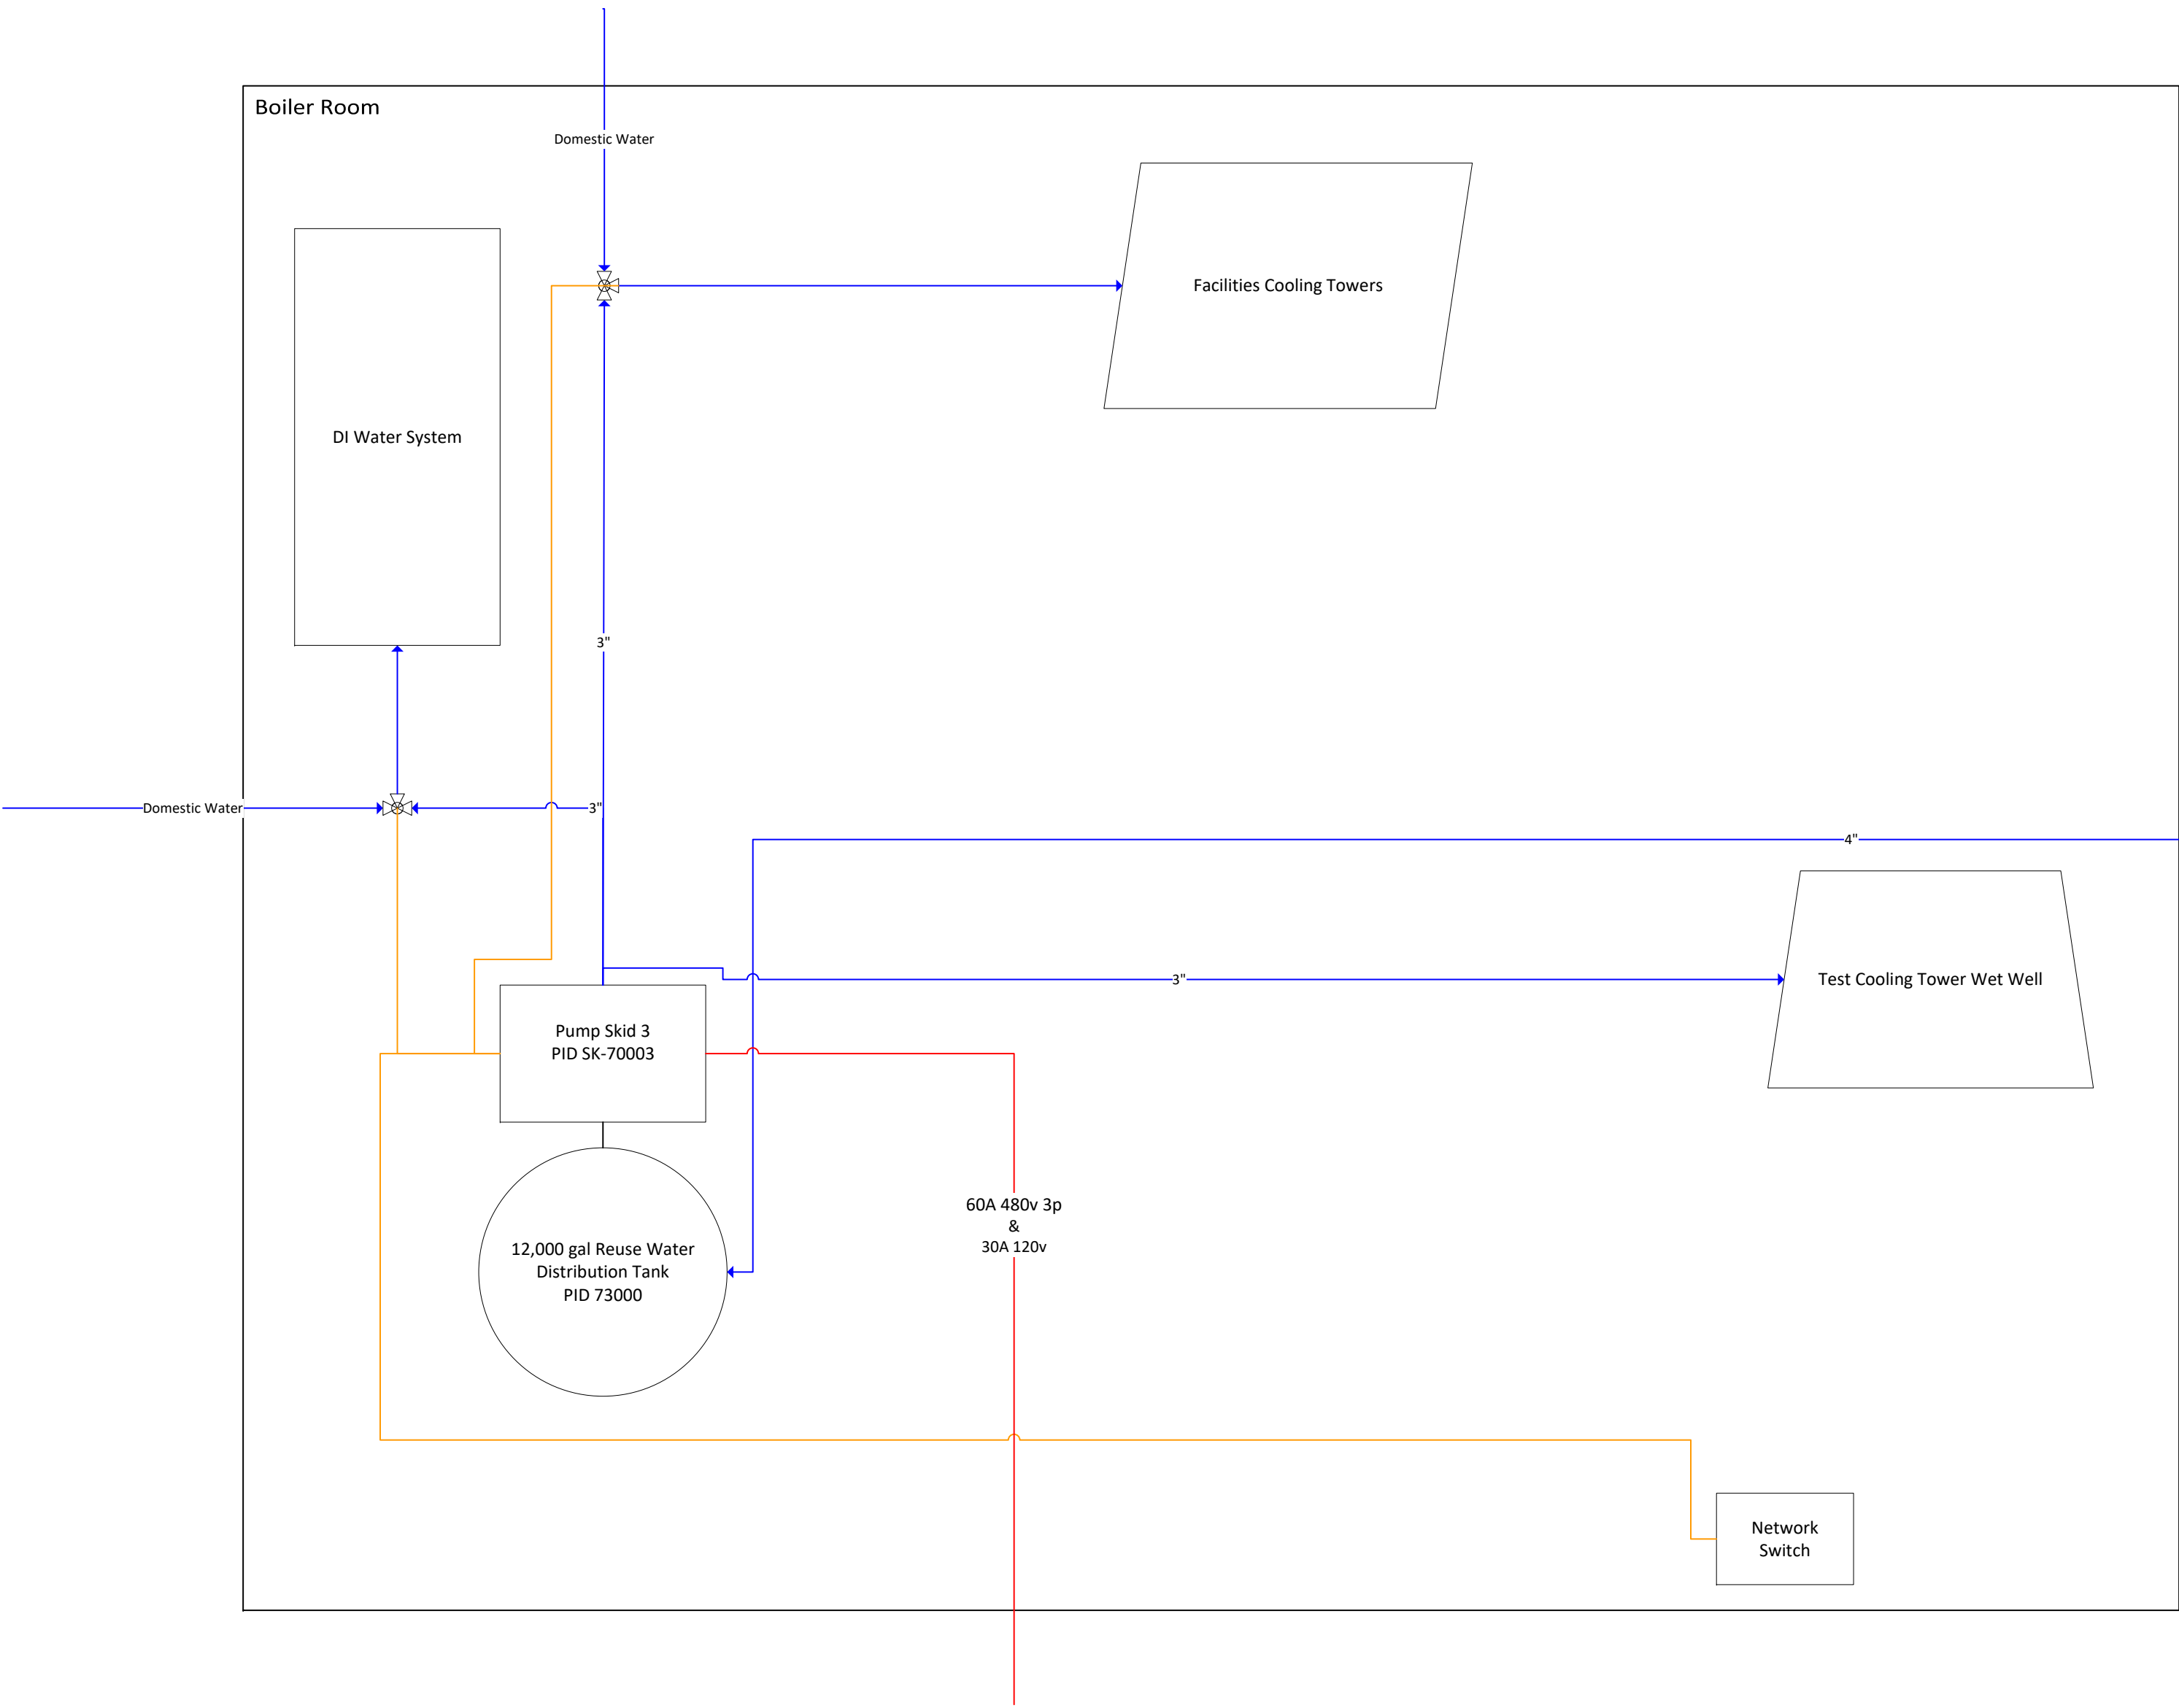 Boiler Room
Domestic Water
Facilities Cooling Towers
DI Water System
3"
Domestic Water
3"
4"
3"
Test Cooling Tower Wet Well
Pump Skid 3
PID SK-70003
60A 480v 3p
&
30A 120v
12,000 gal Reuse Water
Distribution Tank
PID 73000
Network
Switch